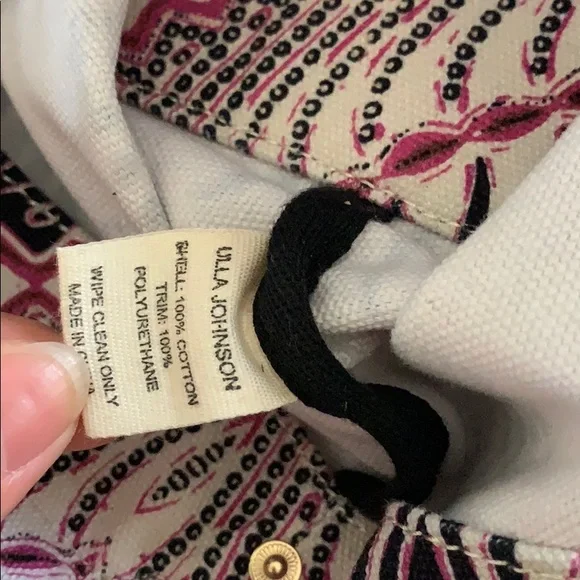 ULLA JOHNSON
SHELL: 100% COTTON
TRIM: 100%
POLYURETHANE
WIPE CLEAN ONLY
MADE IN